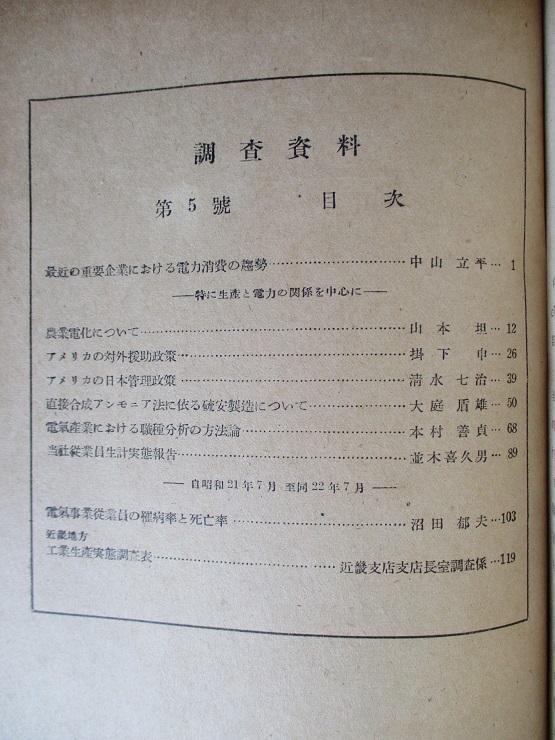 調査資料
第5號 目次
最近の重要企業における電力消費の趨勢……………………中山立平…1
——特に生産と電力の関係を中心に——
農業電化について……………………山本坦…12
アメリカの対外援助政策……………………掛下申…26
アメリカの日本管理政策……………………清水七治…39
直接合成アンモニア法に依る硫安製造について……………………大庭盾雄…50
電氣産業における職種分析の方法論……………………本村善貞…68
当社従業員生計実態報告……………………並木喜久男…89
——自昭和21年7月 至同22年7月——
電氣事業従業員の罹病率と死亡率……………………沼田郁夫…103
近畿地方
工業生産実態調査表……………………近畿支店支店長室調査係…119